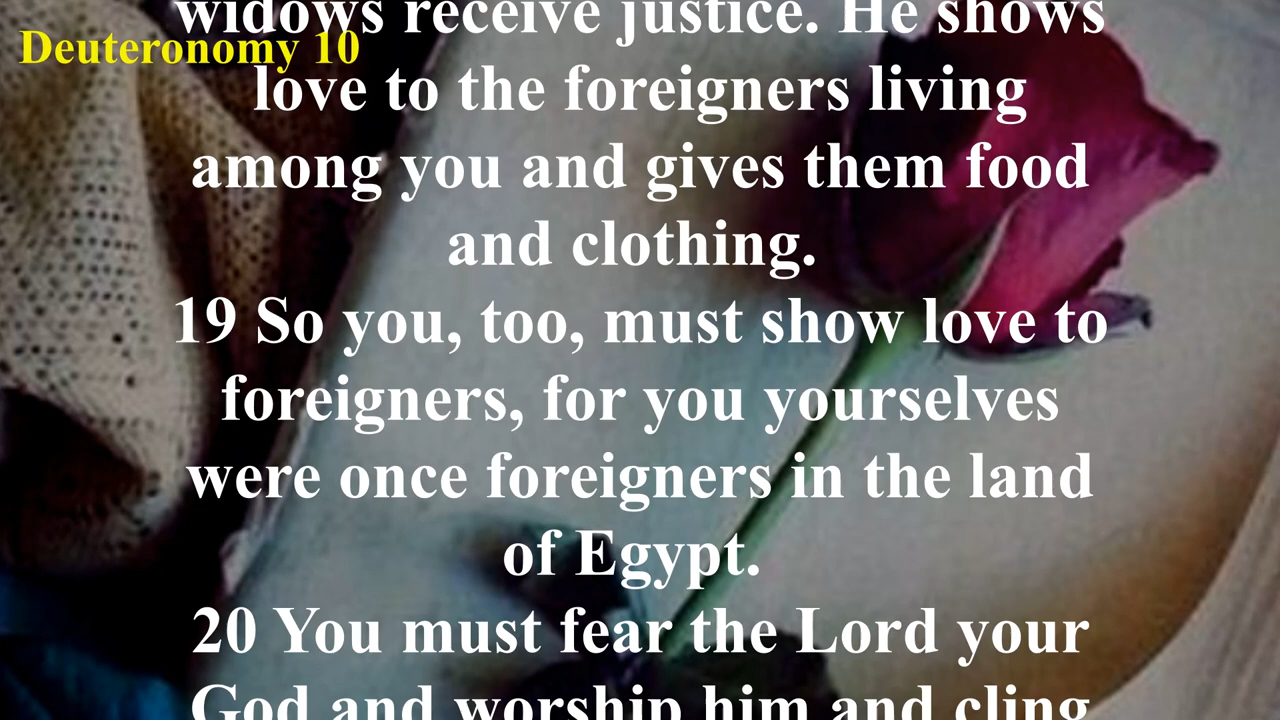 widows receive justice. He shows
Deuteronomy 10
love to the foreigners living
among you and gives them food
and clothing.
19 So you, too, must show love to
foreigners, for you yourselves
were once foreigners in the land
of Egypt.
20 You must fear the Lord your
God and worship him and cling